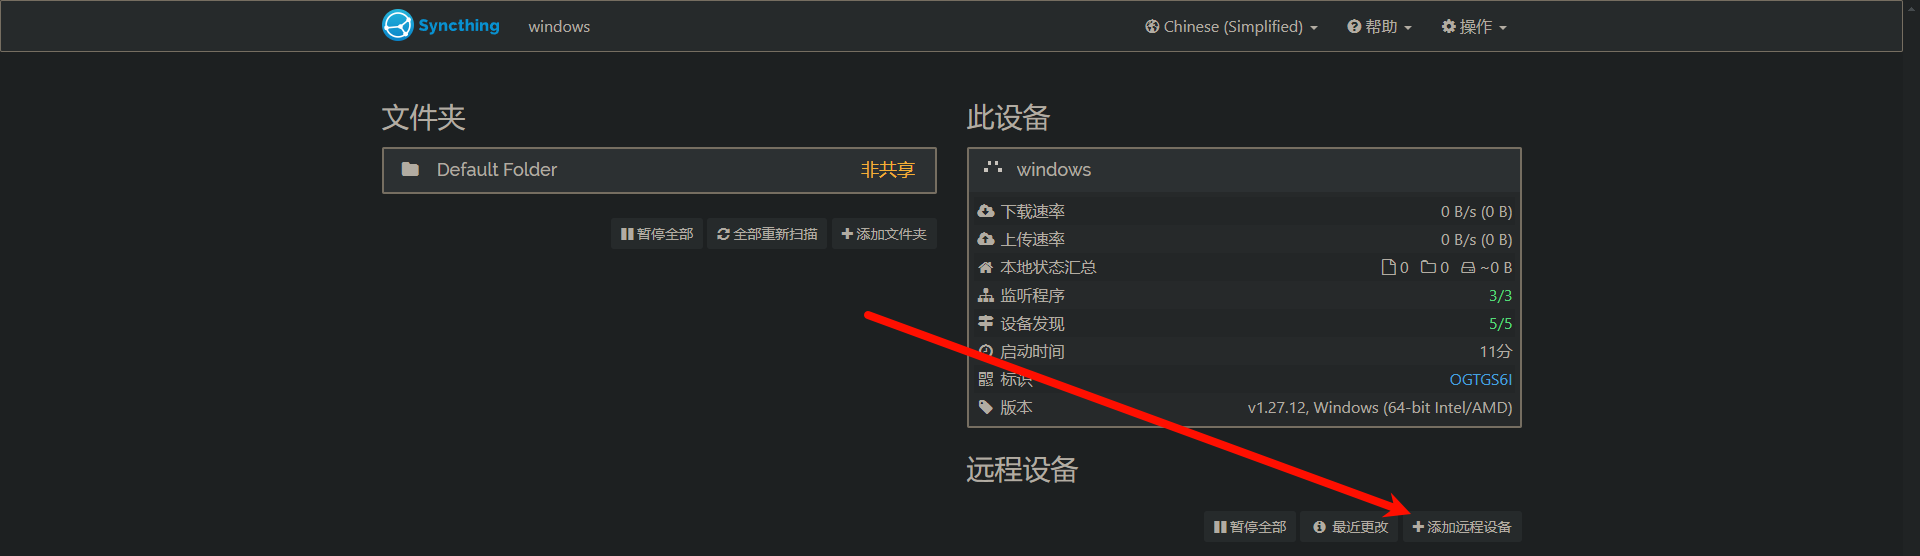 Syncthing windows Chinese (Simplified) 帮助 操作
文件夹
Default Folder 非共享
暂停全部 全部重新扫描 添加文件夹
此设备
windows
下载速率 0 B/s (0 B)
上传速率 0 B/s (0 B)
本地状态汇总 0 0 ~0 B
监听程序 3/3
设备发现 5/5
启动时间 11分
标识 OGTGS6I
版本 v1.27.12, Windows (64-bit Intel/AMD)
远程设备
暂停全部 最近更改 添加远程设备